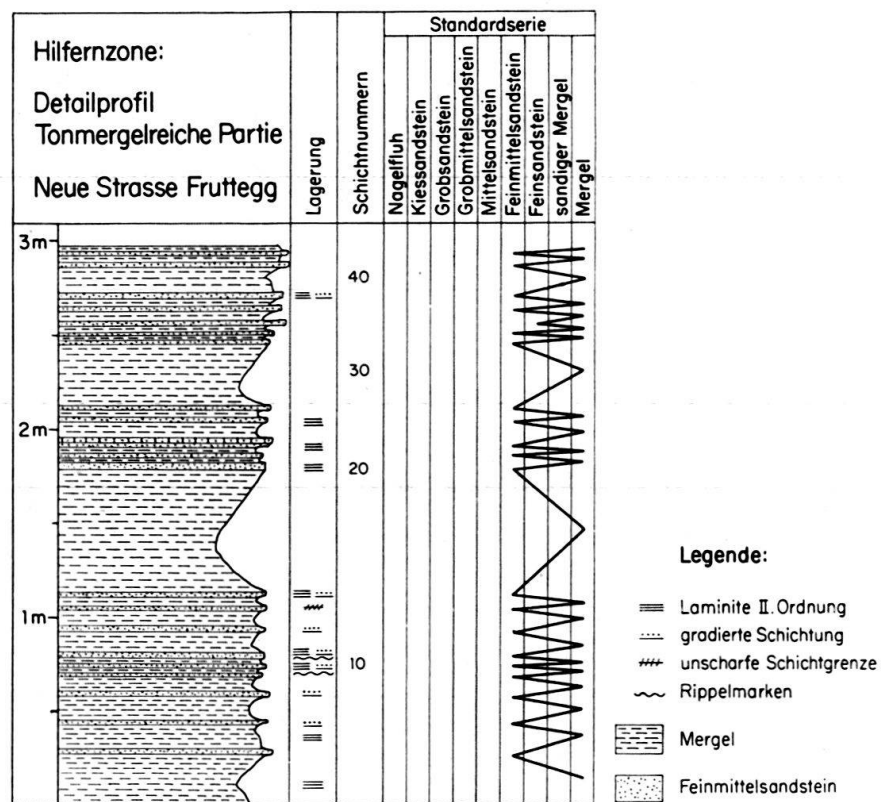 Hilfernzone:
Detailprofil
Tonmergelreiche Partie
Neue Strasse Fruttegg
Lagerung
Schichtnummern
Standardserie
Nagelfluh
Kiessandstein
Grobsandstein
Grobmittelsandstein
Mittelsandstein
Feinmittelsandstein
Feinsandstein
sandiger Mergel
Mergel
3m
40
30
2m
20
1m
10
Legende:
Laminite II. Ordnung
gradierte Schichtung
unscharfe Schichtgrenze
Rippelmarken
Mergel
Feinmittelsandstein